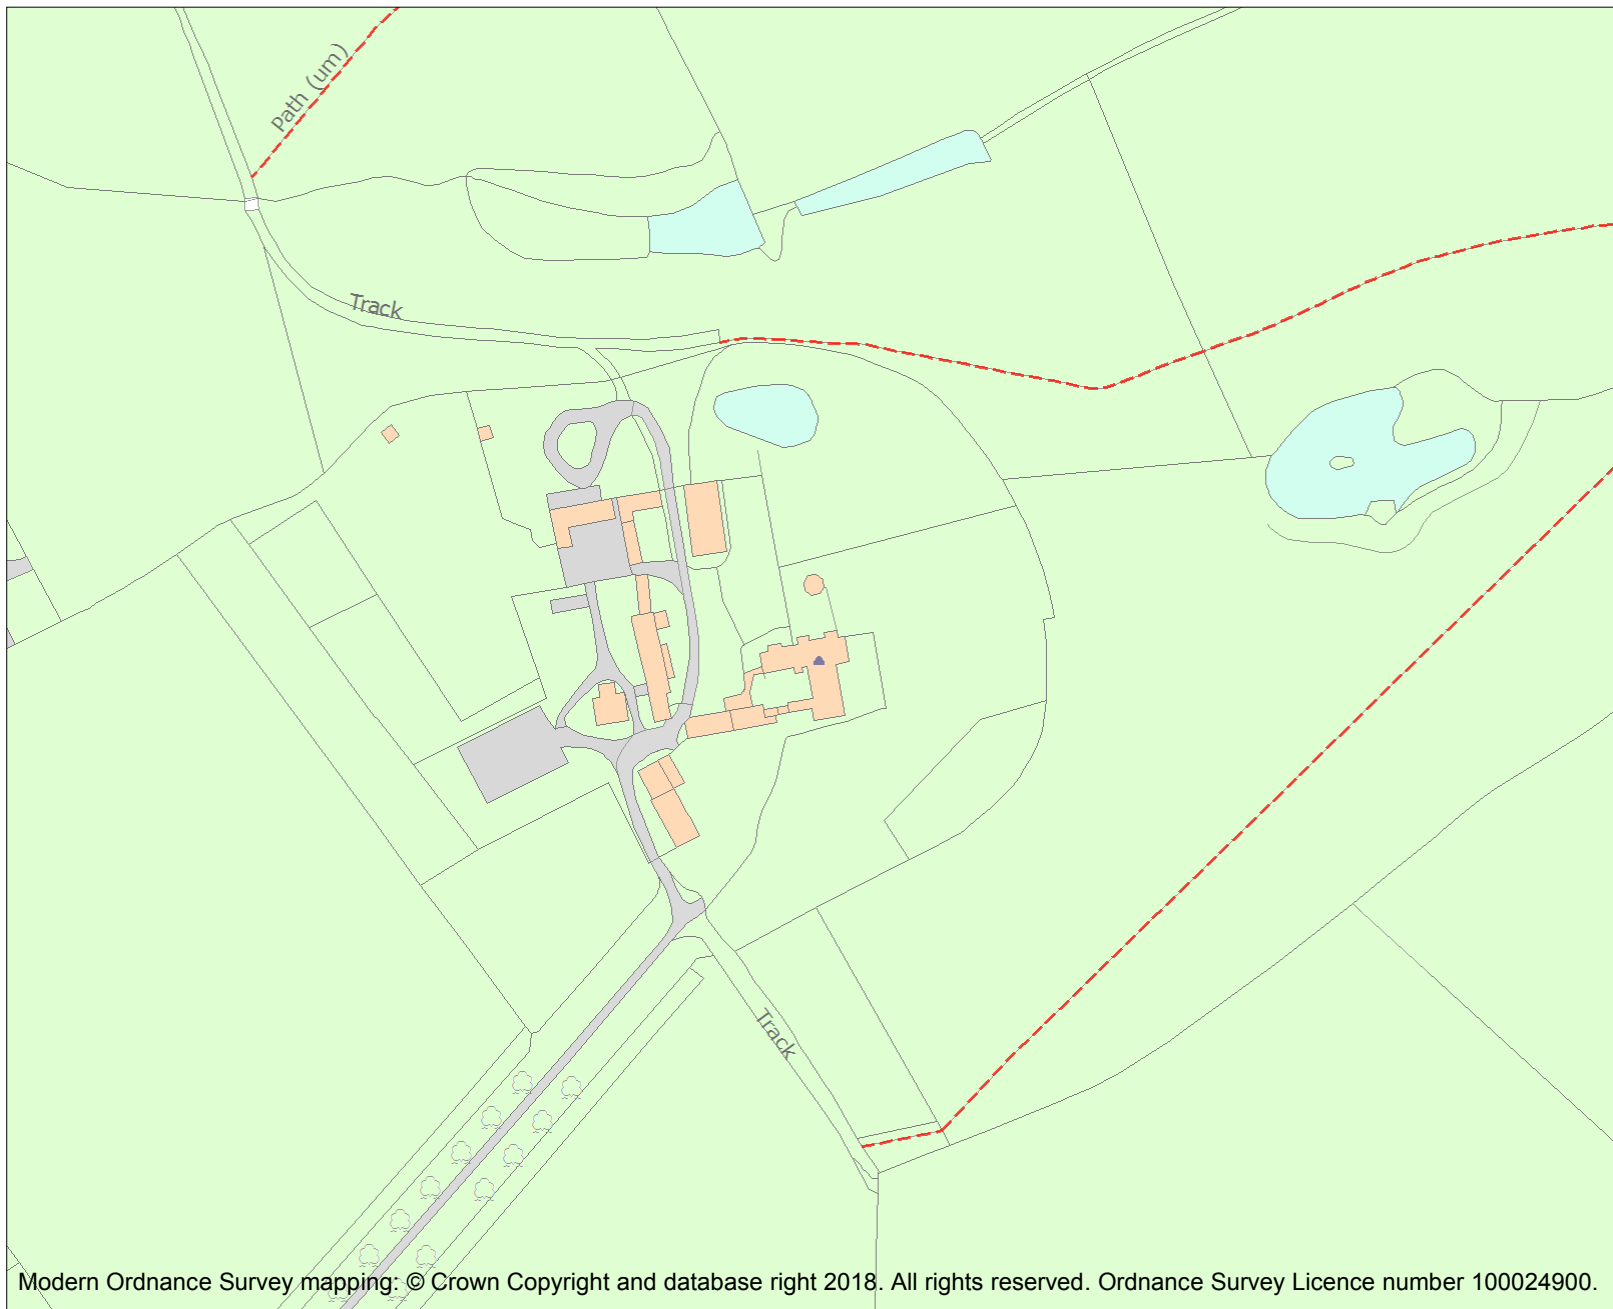 Path (um)
Track
Track
Modern Ordnance Survey mapping: © Crown Copyright and database right 2018. All rights reserved. Ordnance Survey Licence number 100024900.